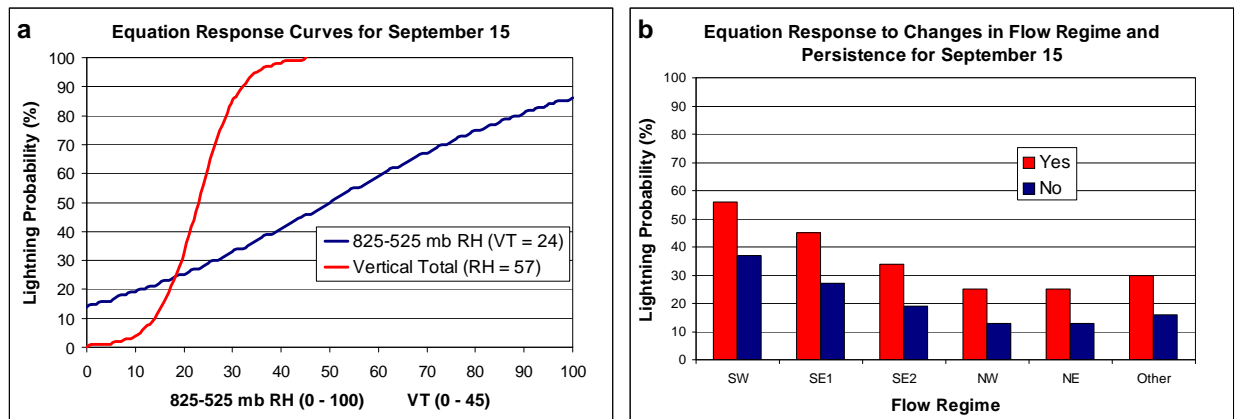 a
Equation Response Curves for September 15
Lightning Probability (%)
100
90
80
70
60
50
40
30
20
10
0
825-525 mb RH (VT = 24)
Vertical Total (RH = 57)
0 10 20 30 40 50 60 70 80 90 100
825-525 mb RH (0 - 100) VT (0 - 45)
b
Equation Response to Changes in Flow Regime and
Persistence for September 15
Lightning Probability (%)
100
90
80
70
60
50
40
30
20
10
0
Yes
No
SW SE1 SE2 NW NE Other
Flow Regime